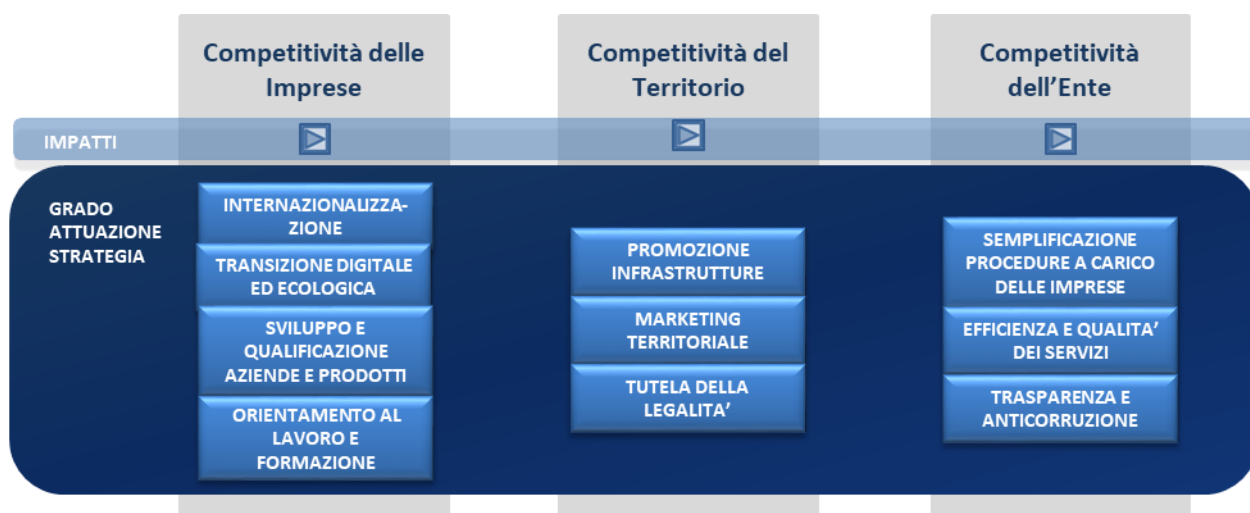 Competitività delle
Imprese
Competitività del
Territorio
Competitività
dell’Ente
IMPATTI
GRADO
ATTUAZIONE
STRATEGIA
INTERNAZIONALIZZA-
ZIONE
TRANSIZIONE DIGITALE
ED ECOLOGICA
SVILUPPO E
QUALIFICAZIONE
AZIENDE E PRODOTTI
ORIENTAMENTO AL
LAVORO E
FORMAZIONE
PROMOZIONE
INFRASTRUTTURE
MARKETING
TERRITORIALE
TUTELA DELLA
LEGALITA’
SEMPLIFICAZIONE
PROCEDURE A CARICO
DELLE IMPRESE
EFFICIENZA E QUALITA’
DEI SERVIZI
TRASPARENZA E
ANTICORRUZIONE